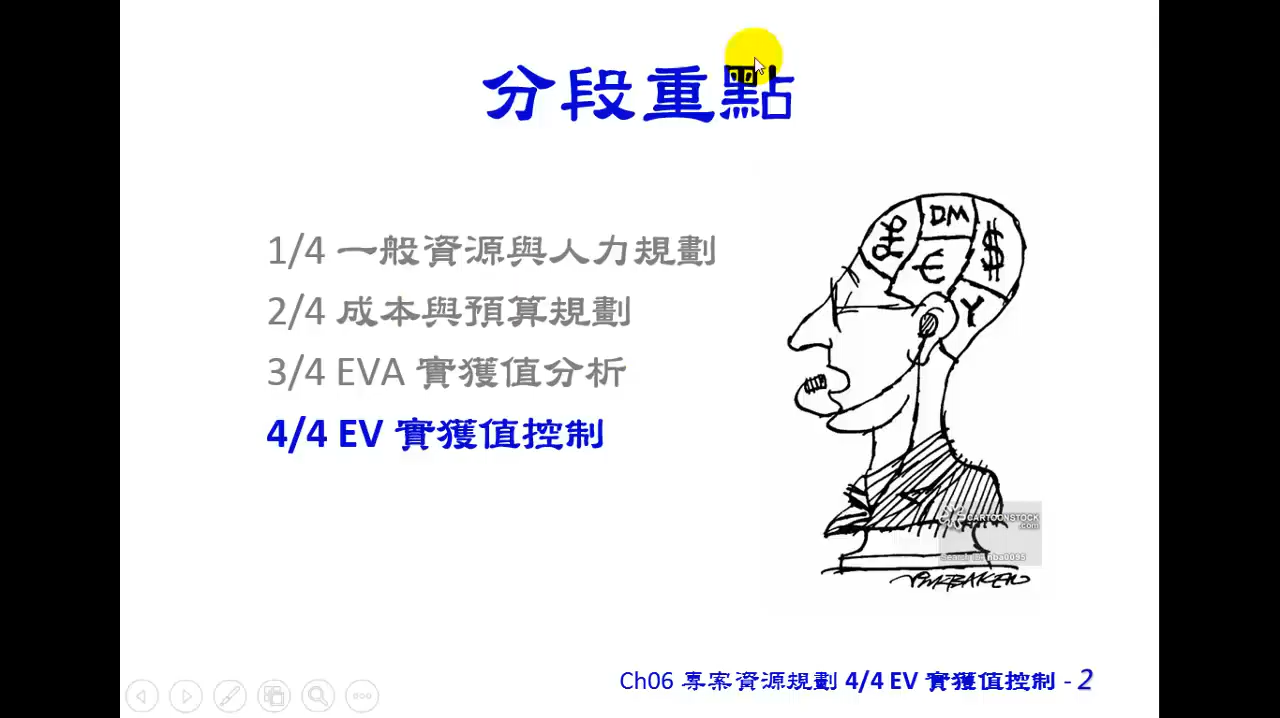 分段重點
1/4 一般資源與人力規劃
2/4 成本與預算規劃
3/4 EVA 實獲值分析
4/4 EV 實獲值控制
£
DM
€
$
Y
CARTOONSTOCK
.com
Ch06 專案資源規劃 4/4 EV 實獲值控制 - 2